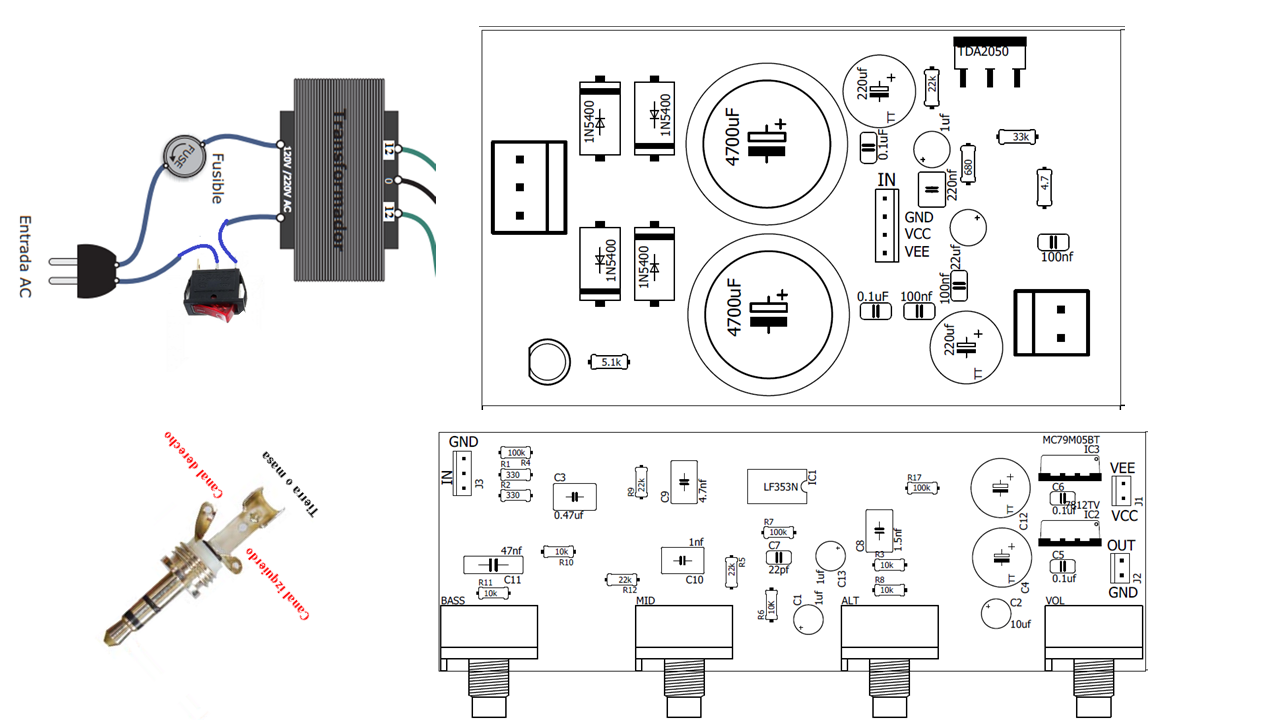 Entrada AC
FUSE
Fusible
120V /220V AC
Transformador
12
0
12
1N5400
1N5400
1N5400
1N5400
4700uF
4700uF
5.1k
220uf
TT
22k
TDA2050
0.1uF
1uf
33k
680
220nf
4.7
IN
GND
VCC
VEE
22uf
100nf
100nf
0.1uF
100nf
220uf
TT
Canal derecho
Tierra o masa
Canal izquierdo
GND
IN
J3
100k
R1
R4
330
R2
330
C3
0.47uf
R9
22k
C9
4.7nf
LF353N
IC1
R17
100k
MC79M05BT
IC3
VEE
J1
VCC
C6
0.1uf
7812TV
IC2
C12
TT
R7
100k
C7
22pf
C8
1.5nf
R3
10k
R8
10k
1uf
C13
C1
1uf
R6
10K
47nf
C11
10k
R10
R11
10k
1nf
C10
22k
R5
22k
R12
TT
C4
C5
0.1uf
OUT
J2
GND
C2
10uf
BASS
MID
ALT
VOL